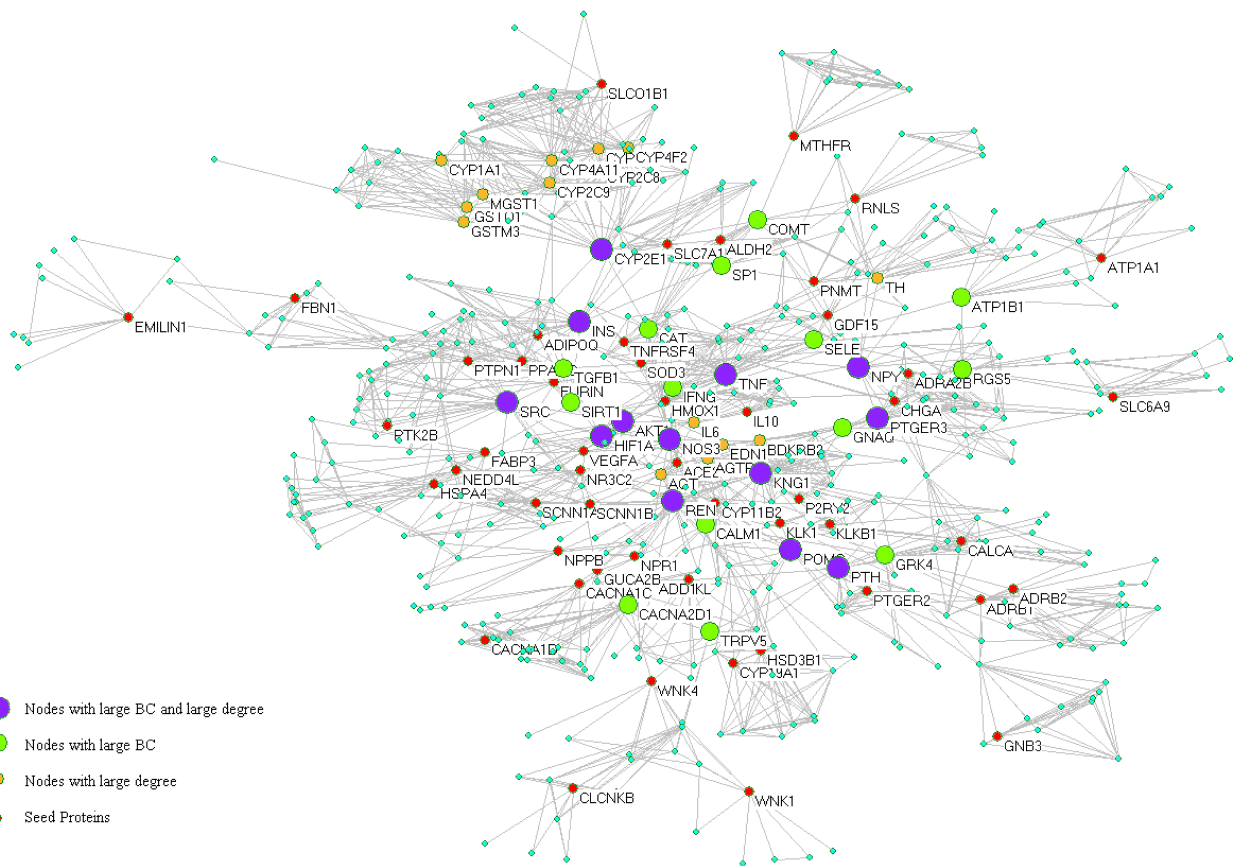 SLCO1B1
MTHFR
CYP4F2
CYP1A1
CYP4A11
CYP2C8
CYP2C9
MGST1
RNLS
GSTM3
COMT
CYP2E1
SLC7A1
ALDH2
SP1
ATP1A1
PNMT
TH
FBN1
ATP1B1
EMILIN1
GDF15
INS
CAT
ADIPOQ
TNFRSF4
SELE
PTPN1
SOD3
TGFB1
TNF
NPY
ADRA2B
RGS5
FURIN
IFNG
SLC6A9
SRC
SIRT1
HMOX1
IL10
CHGA
PTGER3
PTK2B
AKT1
IL6
GNAQ
HIF1A
NOS3
EDN1
BDKRB2
VEGFA
FABP3
ACE2
NEDD4L
NR3C2
AGT
KNG1
HSPA4
SCNN1A
SCNN1B
REN
CYP11B2
P2RY2
CALM1
KLK1
KLKB1
CALCA
NPPB
NPR1
POMC
GRK4
GUCA2B
PTH
CACNA1C
ADD1
PTGER2
ADRB2
ADRB1
CACNA2D1
CACNA1D
TRPV5
HSD3B1
CYP19A1
WNK4
Nodes with large BC and large degree
Nodes with large BC
GNB3
Nodes with large degree
CLCNKB
WNK1
Seed Proteins